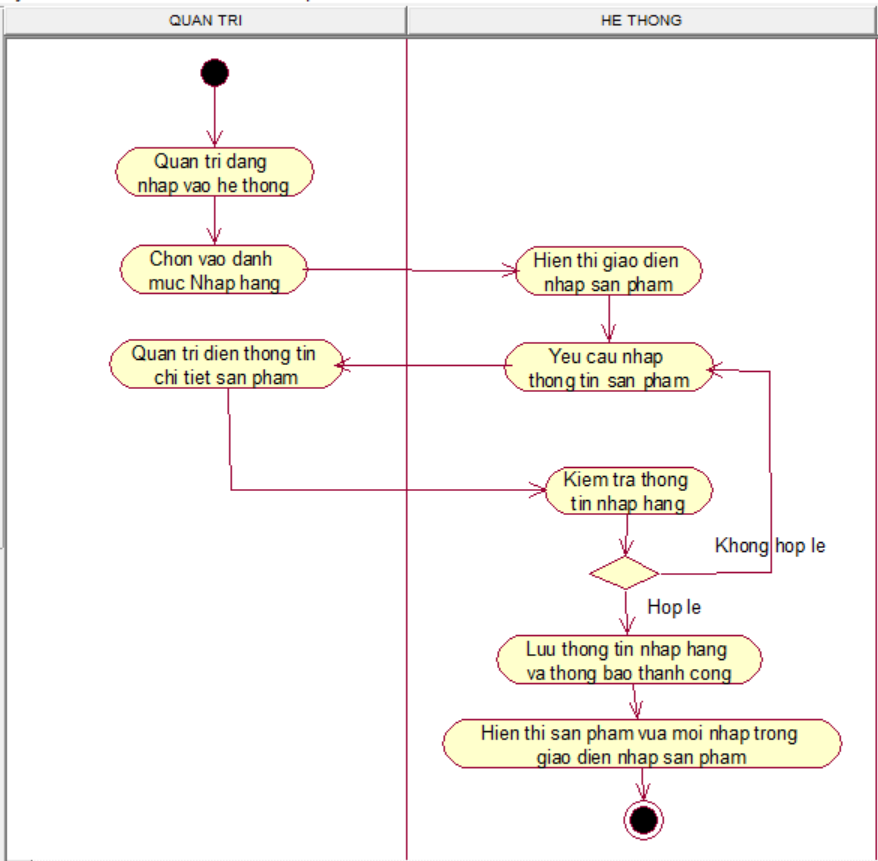 QUAN TRI
HE THONG
Quan tri dang
nhap vao he thong
Chon vao danh
muc Nhap hang
Hien thi giao dien
nhap san pham
Yeu cau nhap
thong tin san pham
Quan tri dien thong tin
chi tiet san pham
Kiem tra thong
tin nhap hang
Khong hop le
Hop le
Luu thong tin nhap hang
va thong bao thanh cong
Hien thi san pham vua moi nhap trong
giao dien nhap san pham